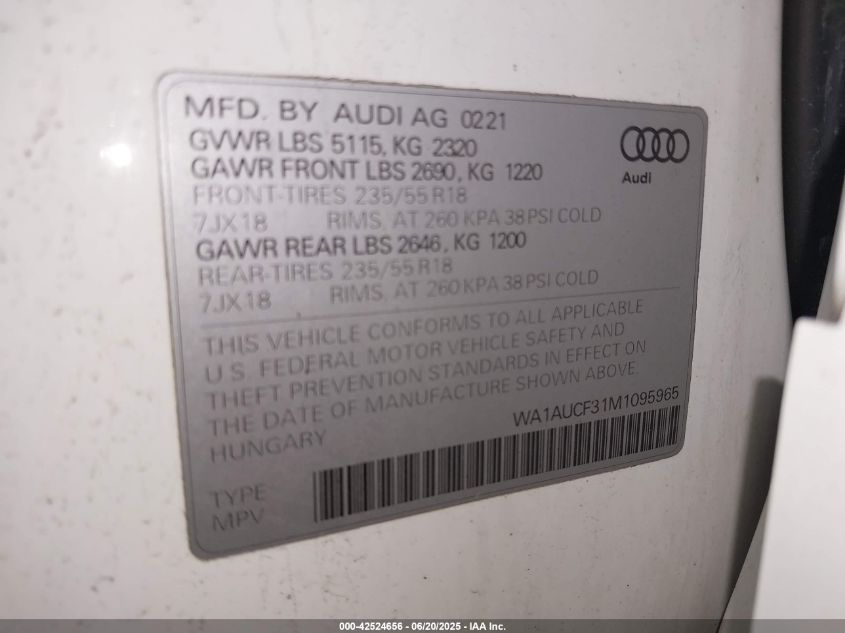 MFD. BY AUDI AG 0221
GVWR LBS 5115, KG 2320
GAWR FRONT LBS 2690, KG 1220
FRONT-TIRES 235/55 R18
7JX18 RIMS, AT 260 KPA 38 PSI COLD
GAWR REAR LBS 2646, KG 1200
REAR-TIRES 235/55 R18
7JX18 RIMS, AT 260 KPA 38 PSI COLD
Audi
THIS VEHICLE CONFORMS TO ALL APPLICABLE
U.S. FEDERAL MOTOR VEHICLE SAFETY AND
THEFT PREVENTION STANDARDS IN EFFECT ON
THE DATE OF MANUFACTURE SHOWN ABOVE.
HUNGARY
WA1AUCF31M1095965
TYPE
MPV
000-42524656 - 06/20/2025 - IAA Inc.